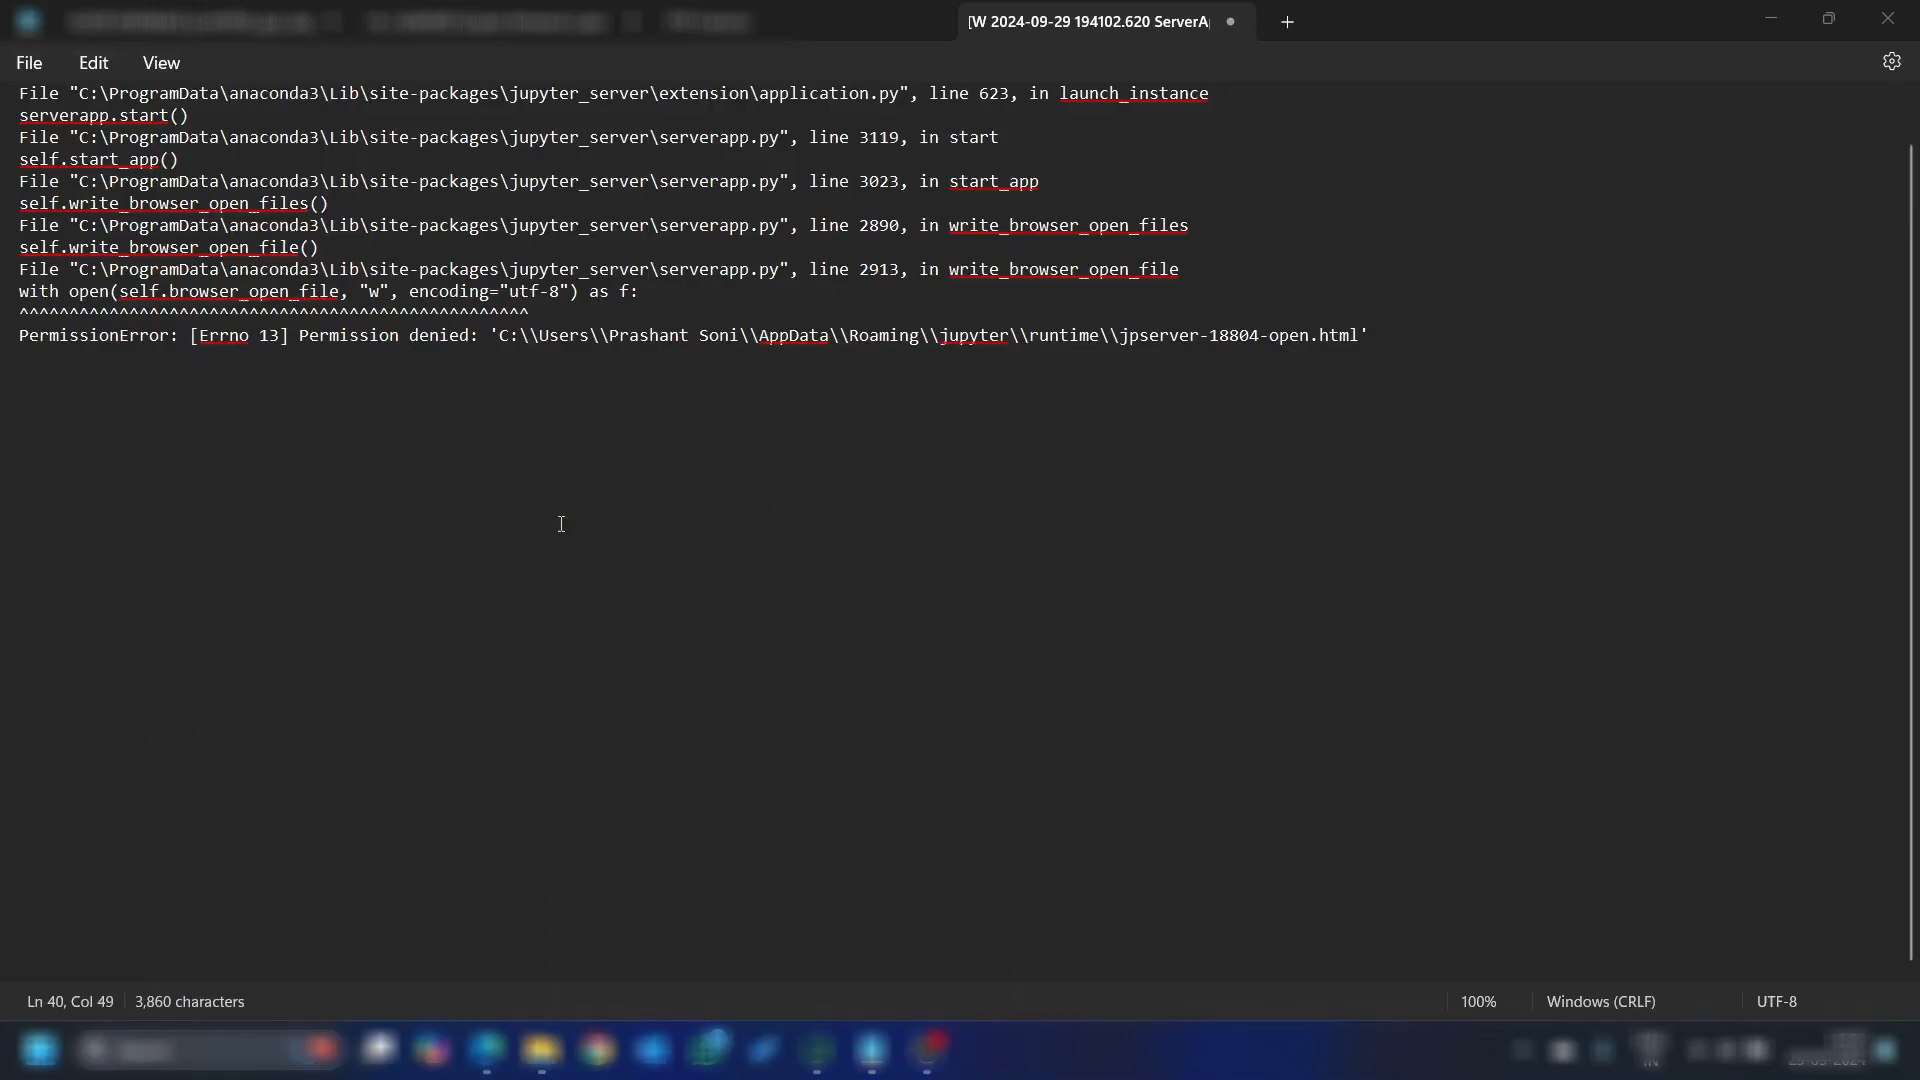 [W 2024-09-29 194102.620 ServerA
File Edit View
File "C:\ProgramData\anaconda3\Lib\site-packages\jupyter_server\extension\application.py", line 623, in launch_instance
serverapp.start()
File "C:\ProgramData\anaconda3\Lib\site-packages\jupyter_server\serverapp.py", line 3119, in start
self.start_app()
File "C:\ProgramData\anaconda3\Lib\site-packages\jupyter_server\serverapp.py", line 3023, in start_app
self.write_browser_open_files()
File "C:\ProgramData\anaconda3\Lib\site-packages\jupyter_server\serverapp.py", line 2890, in write_browser_open_files
self.write_browser_open_file()
File "C:\ProgramData\anaconda3\Lib\site-packages\jupyter_server\serverapp.py", line 2913, in write_browser_open_file
with open(self.browser_open_file, "w", encoding="utf-8") as f:
^^^^^^^^^^^^^^^^^^^^^^^^^^^^^^^^^^^^^^^^^^^^^^^^^^^
PermissionError: [Errno 13] Permission denied: 'C:\\Users\\Prashant Soni\\AppData\\Roaming\\jupyter\\runtime\\jpserver-18804-open.html'
Ln 40, Col 49 3,860 characters 100% Windows (CRLF) UTF-8